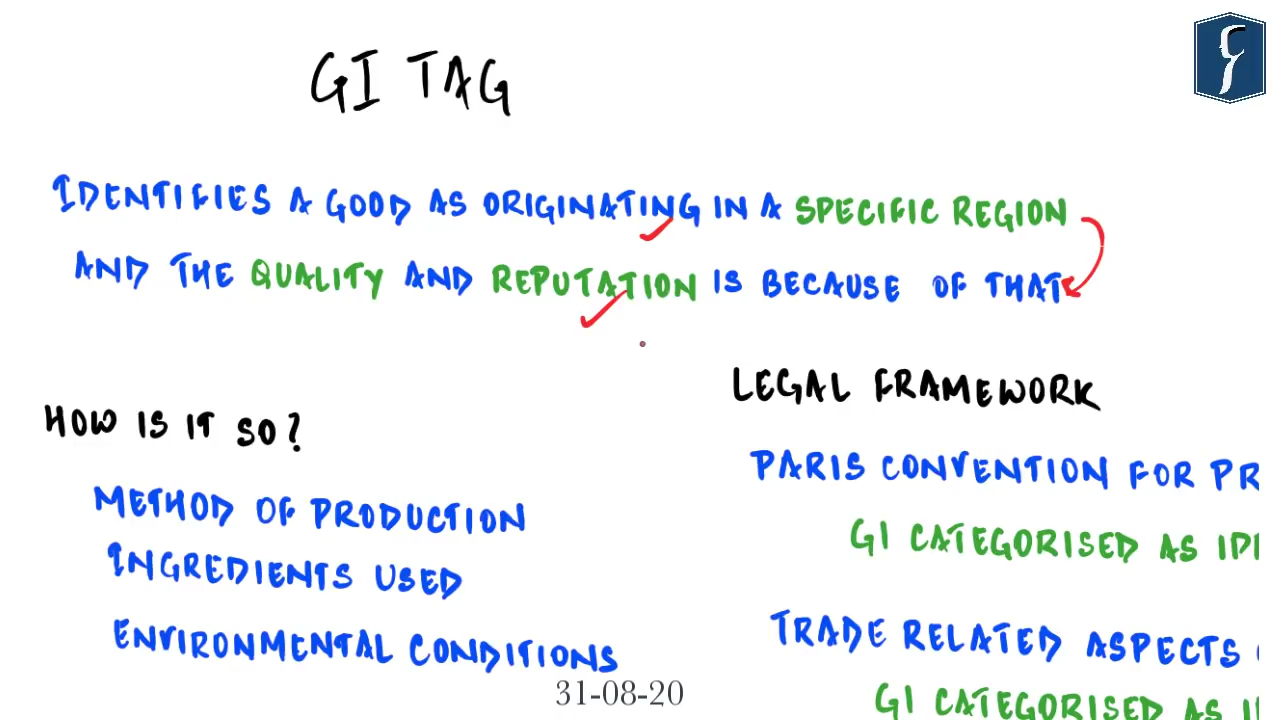 GI TAG
IDENTIFIES A GOOD AS ORIGINATING IN A SPECIFIC REGION
AND THE QUALITY AND REPUTATION IS BECAUSE OF THAT
HOW IS IT SO?
METHOD OF PRODUCTION
INGREDIENTS USED
ENVIRONMENTAL CONDITIONS
LEGAL FRAMEWORK
PARIS CONVENTION FOR PR
GI CATEGORISED AS
TRADE RELATED ASPECTS
GI CATEGORISED AS
31-08-20